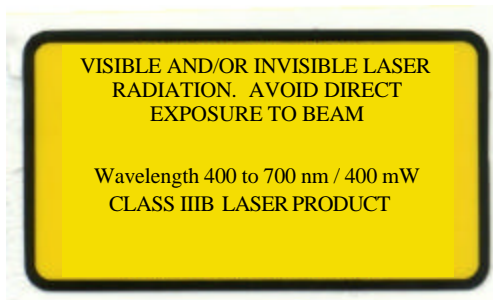 VISIBLE AND/OR INVISIBLE LASER
RADIATION. AVOID DIRECT
EXPOSURE TO BEAM
Wavelength 400 to 700 nm / 400 mW
CLASS IIIB LASER PRODUCT